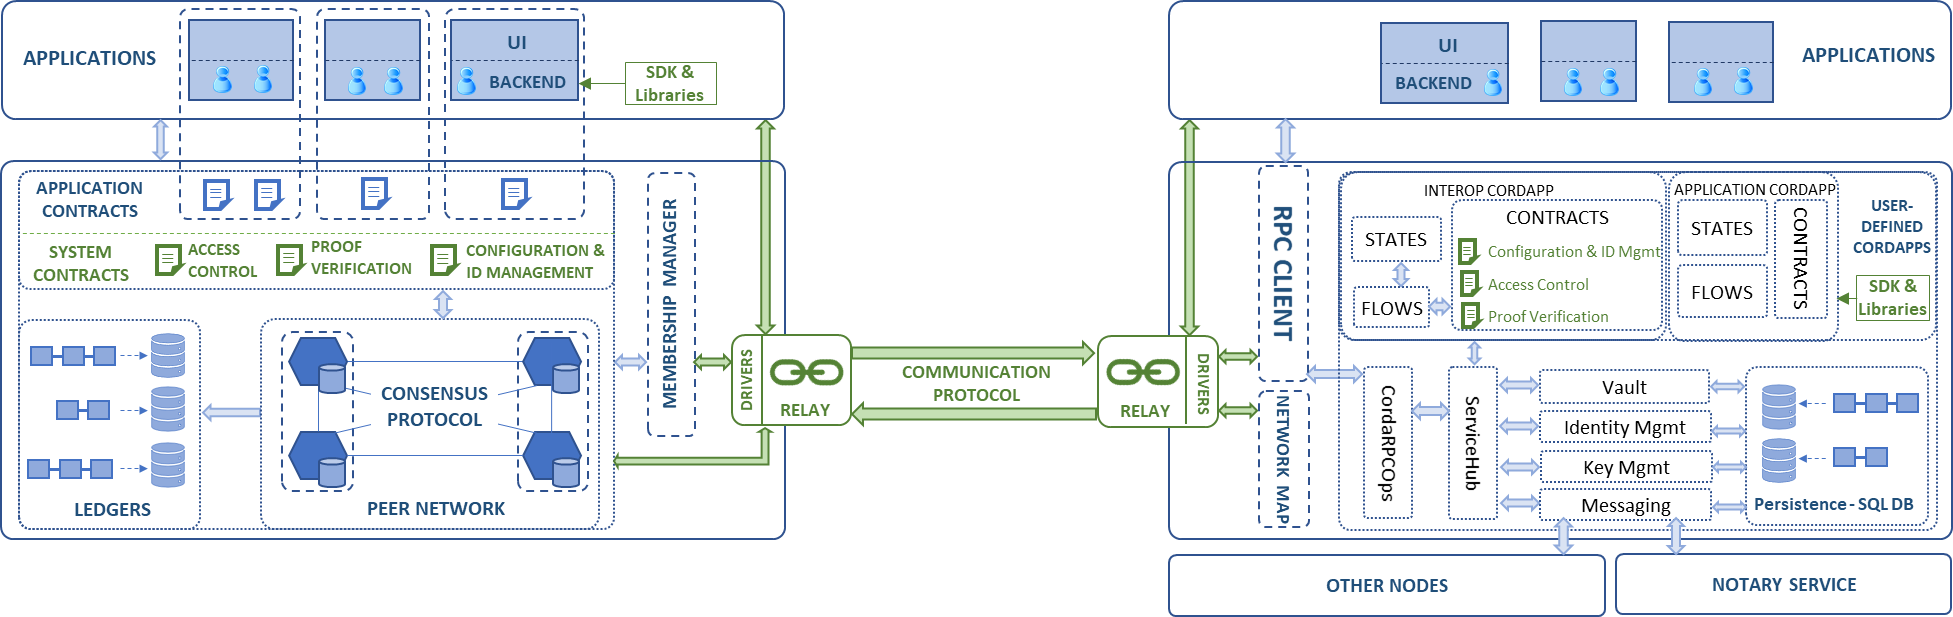 APPLICATIONS
UI
BACKEND
SDK &
Libraries
APPLICATION
CONTRACTS
SYSTEM
CONTRACTS
ACCESS
CONTROL
PROOF
VERIFICATION
CONFIGURATION &
ID MANAGEMENT
MEMBERSHIP MANAGER
LEDGERS
CONSENSUS
PROTOCOL
PEER NETWORK
DRIVERS
RELAY
COMMUNICATION
PROTOCOL
RELAY
DRIVERS
UI
BACKEND
APPLICATIONS
RPC CLIENT
NETWORK MAP
INTEROP CORDAPP
STATES
FLOWS
CONTRACTS
Configuration & ID Mgmt
Access Control
Proof Verification
APPLICATION CORDAPP
STATES
FLOWS
CONTRACTS
USER-
DEFINED
CORDAPPS
SDK &
Libraries
CordaRPCOps
ServiceHub
Vault
Identity Mgmt
Key Mgmt
Messaging
Persistence - SQL DB
OTHER NODES
NOTARY SERVICE